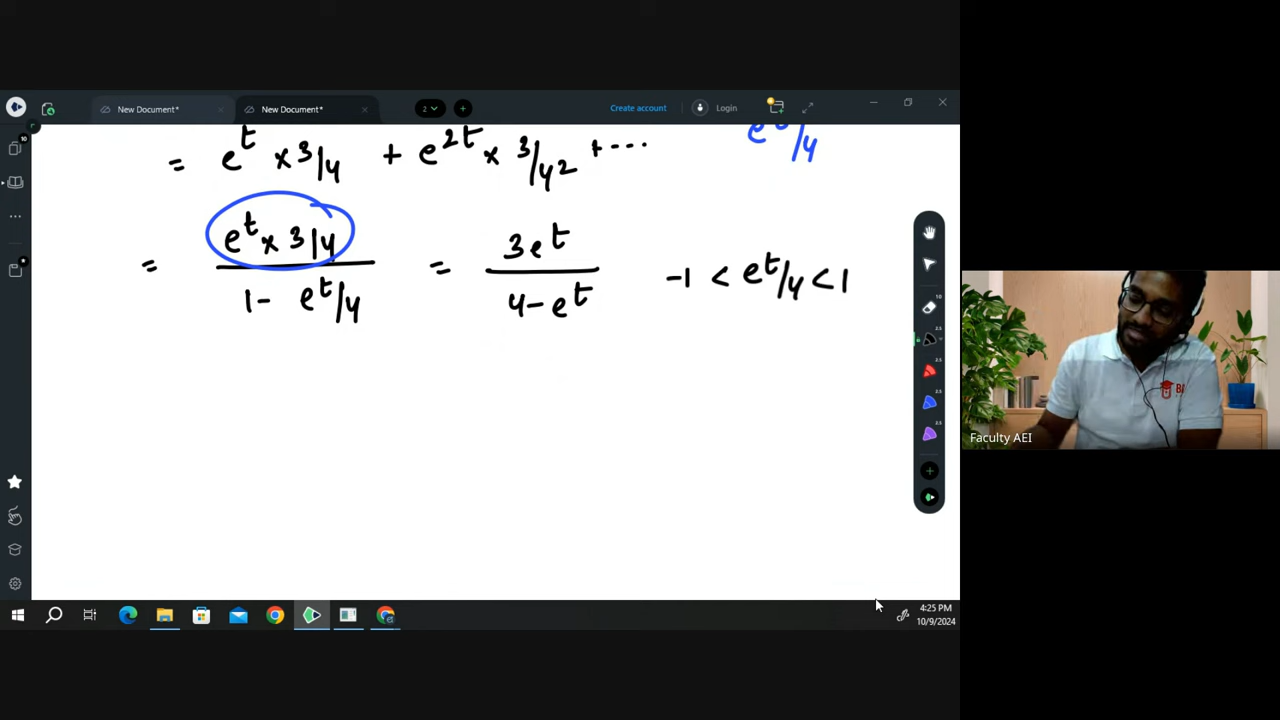 New Document* New Document* 2 Create account Login
e^t/4
= e^t × 3/4 + e^2t × 3/4^2 + ...
= (e^t × 3/4)/(1 - e^t/4) = 3e^t/(4 - e^t) -1 < e^t/4 < 1
Faculty AEI
4:25 PM
10/9/2024